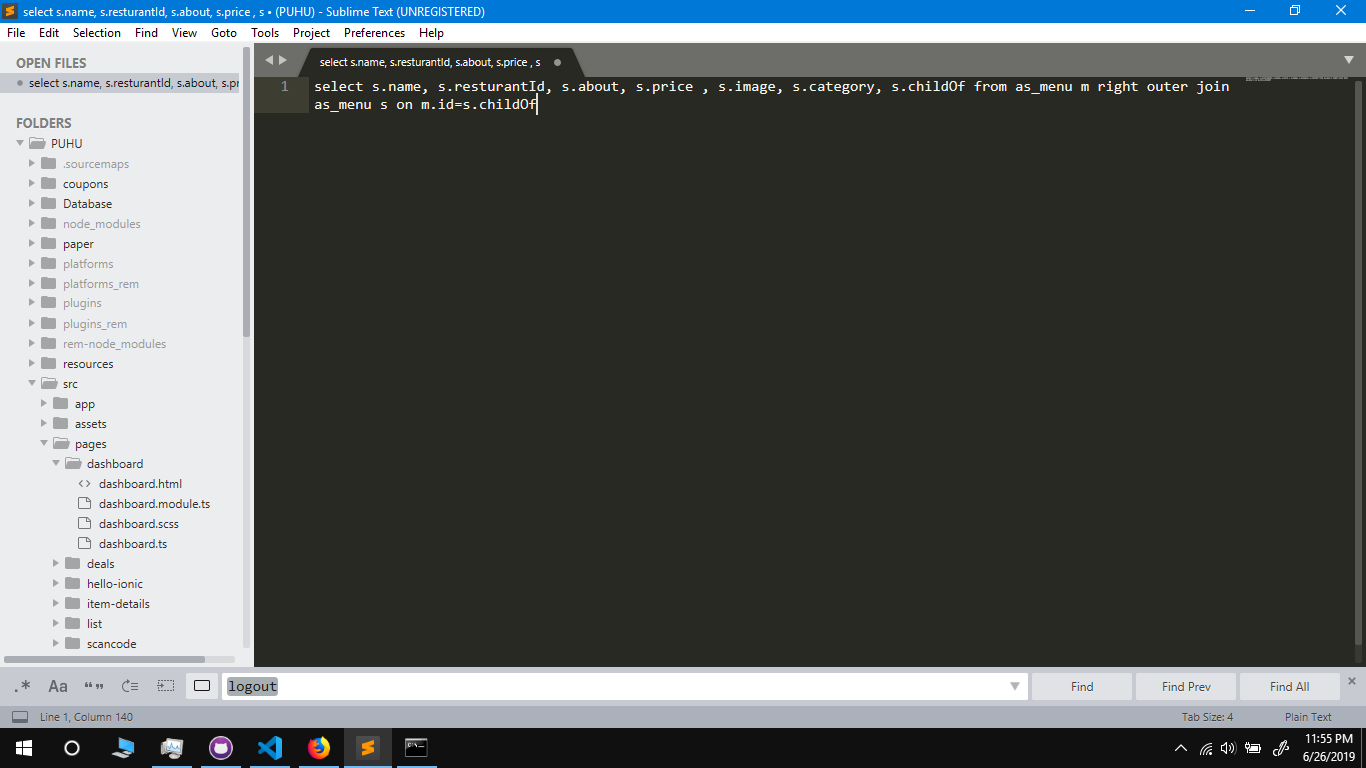 select s.name, s.resturantId, s.about, s.price , s • (PUHU) - Sublime Text (UNREGISTERED)
File Edit Selection Find View Goto Tools Project Preferences Help
OPEN FILES
select s.name, s.resturantId, s.about, s.pr
FOLDERS
PUHU
.sourcemaps
coupons
Database
node_modules
paper
platforms
platforms_rem
plugins
plugins_rem
rem-node_modules
resources
src
app
assets
pages
dashboard
dashboard.html
dashboard.module.ts
dashboard.scss
dashboard.ts
deals
hello-ionic
item-details
list
scancode
select s.name, s.resturantId, s.about, s.price , s
1 select s.name, s.resturantId, s.about, s.price , s.image, s.category, s.childOf from as_menu m right outer join
as_menu s on m.id=s.childOf
.* Aa “” logout Find Find Prev Find All
Line 1, Column 140 Tab Size: 4 Plain Text
11:55 PM
6/26/2019